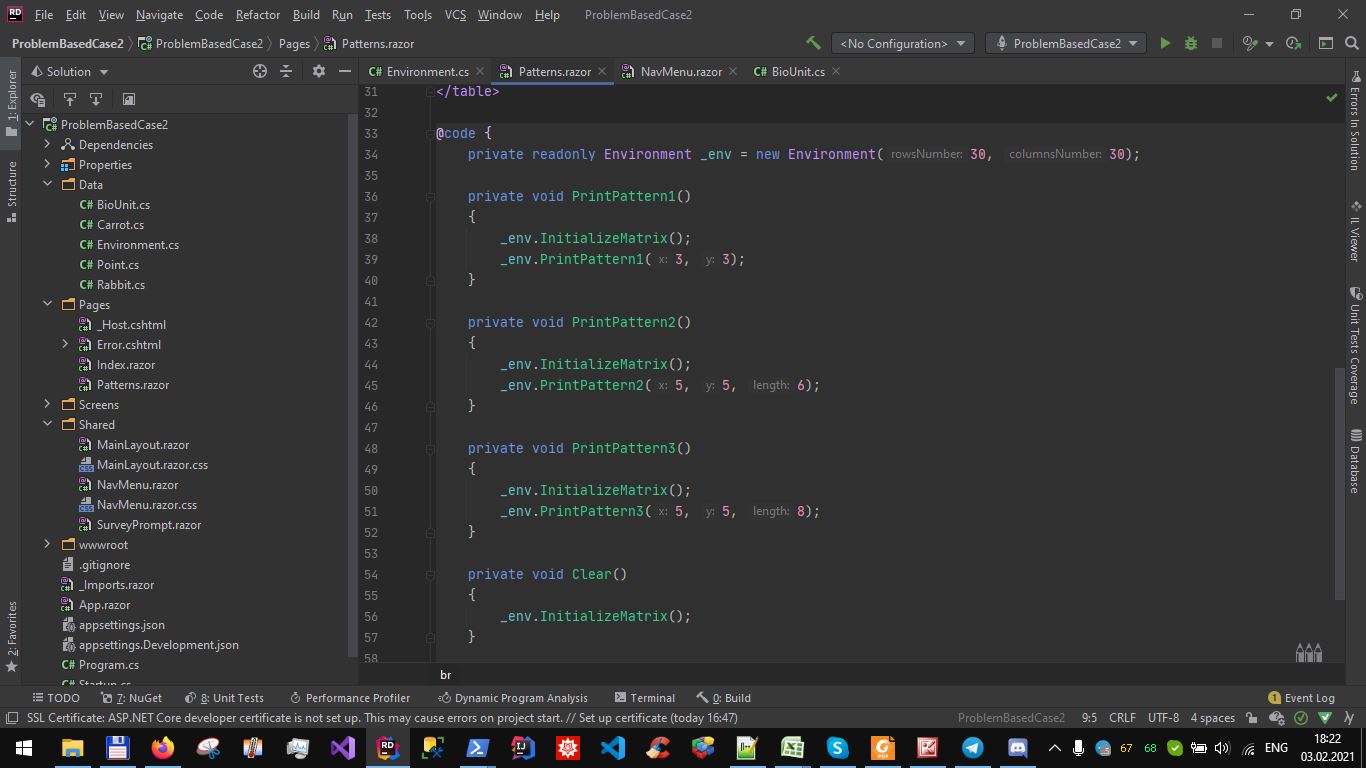 File Edit View Navigate Code Refactor Build Run Tests Tools VCS Window Help ProblemBasedCase2
ProblemBasedCase2 ProblemBasedCase2 Pages Patterns.razor <No Configuration> ProblemBasedCase2
Solution
Environment.cs Patterns.razor NavMenu.razor BioUnit.cs
1: Explorer
Structure
2: Favorites
ProblemBasedCase2
Dependencies
Properties
Data
C# BioUnit.cs
C# Carrot.cs
C# Environment.cs
C# Point.cs
C# Rabbit.cs
Pages
_Host.cshtml
Error.cshtml
Index.razor
Patterns.razor
Screens
Shared
MainLayout.razor
MainLayout.razor.css
NavMenu.razor
NavMenu.razor.css
SurveyPrompt.razor
wwwroot
.gitignore
_Imports.razor
App.razor
appsettings.json
appsettings.Development.json
C# Program.cs
C# Startup.cs
31 </table>
32
33 @code {
34 private readonly Environment _env = new Environment( rowsNumber: 30, columnsNumber: 30);
35
36 private void PrintPattern1()
37 {
38 _env.InitializeMatrix();
39 _env.PrintPattern1( x: 3, y: 3);
40 }
41
42 private void PrintPattern2()
43 {
44 _env.InitializeMatrix();
45 _env.PrintPattern2( x: 5, y: 5, length: 6);
46 }
47
48 private void PrintPattern3()
49 {
50 _env.InitializeMatrix();
51 _env.PrintPattern3( x: 5, y: 5, length: 8);
52 }
53
54 private void Clear()
55 {
56 _env.InitializeMatrix();
57 }
58
br
Errors In Solution
IL Viewer
Unit Tests Coverage
Database
TODO 7: NuGet 8: Unit Tests Performance Profiler Dynamic Program Analysis Terminal 0: Build 1 Event Log
SSL Certificate: ASP.NET Core developer certificate is not set up. This may cause errors on project start. // Set up certificate (today 16:47) ProblemBasedCase2 9:5 CRLF UTF-8 4 spaces
67 68 ENG 18:22
03.02.2021